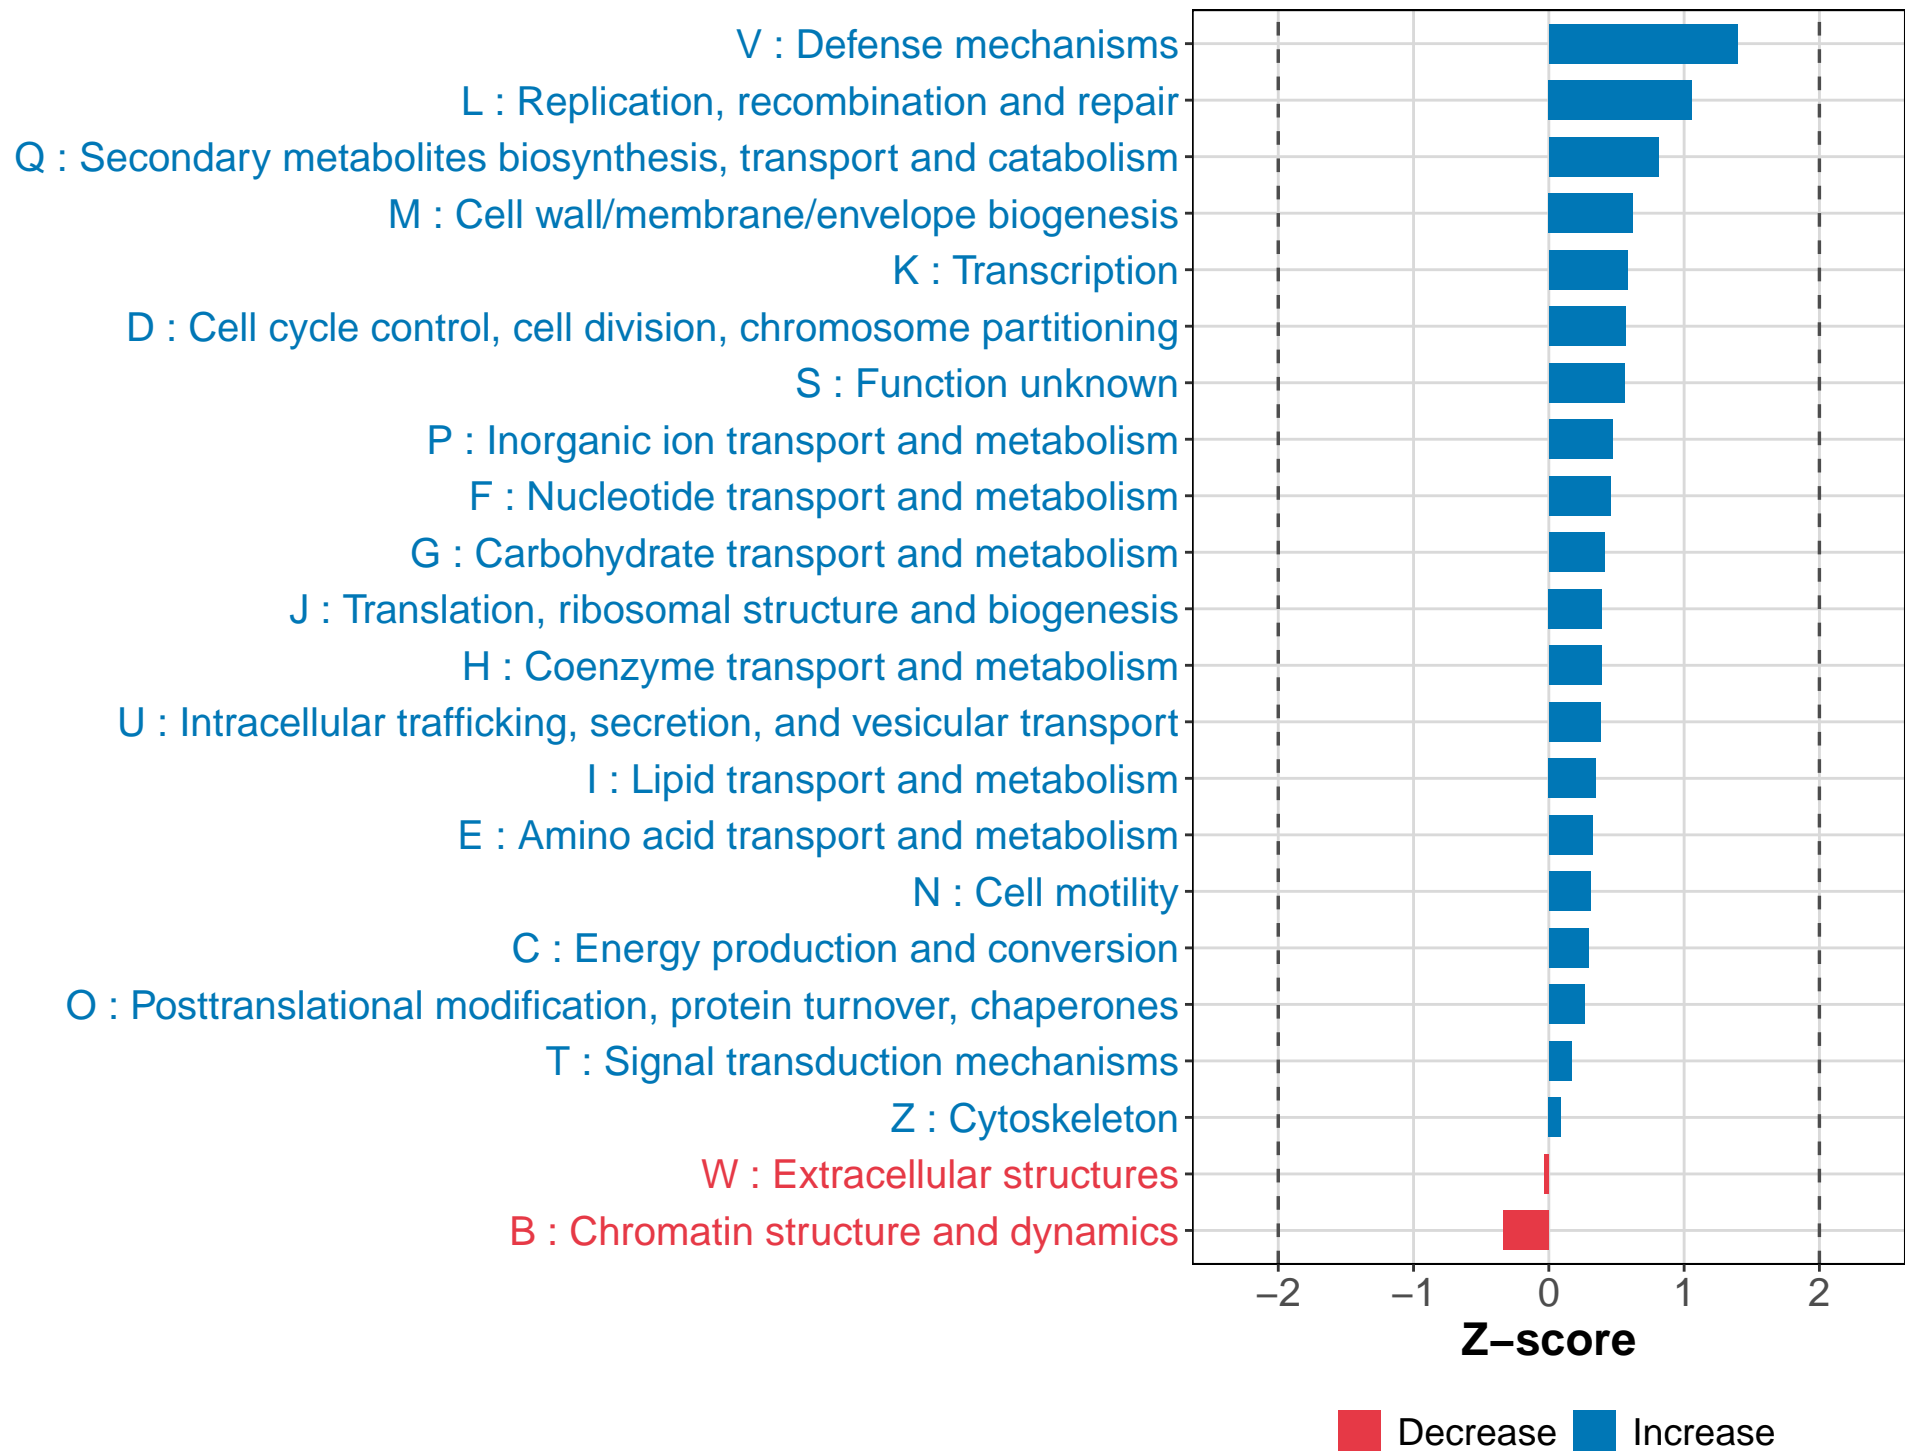 V : Defense mechanisms
L : Replication, recombination and repair
Q : Secondary metabolites biosynthesis, transport and catabolism
M : Cell wall/membrane/envelope biogenesis
K : Transcription
D : Cell cycle control, cell division, chromosome partitioning
S : Function unknown
P : Inorganic ion transport and metabolism
F : Nucleotide transport and metabolism
G : Carbohydrate transport and metabolism
J : Translation, ribosomal structure and biogenesis
H : Coenzyme transport and metabolism
U : Intracellular trafficking, secretion, and vesicular transport
I : Lipid transport and metabolism
E : Amino acid transport and metabolism
N : Cell motility
C : Energy production and conversion
O : Posttranslational modification, protein turnover, chaperones
T : Signal transduction mechanisms
Z : Cytoskeleton
W : Extracellular structures
B : Chromatin structure and dynamics
−2 −1 0 1 2
Z−score
Decrease Increase